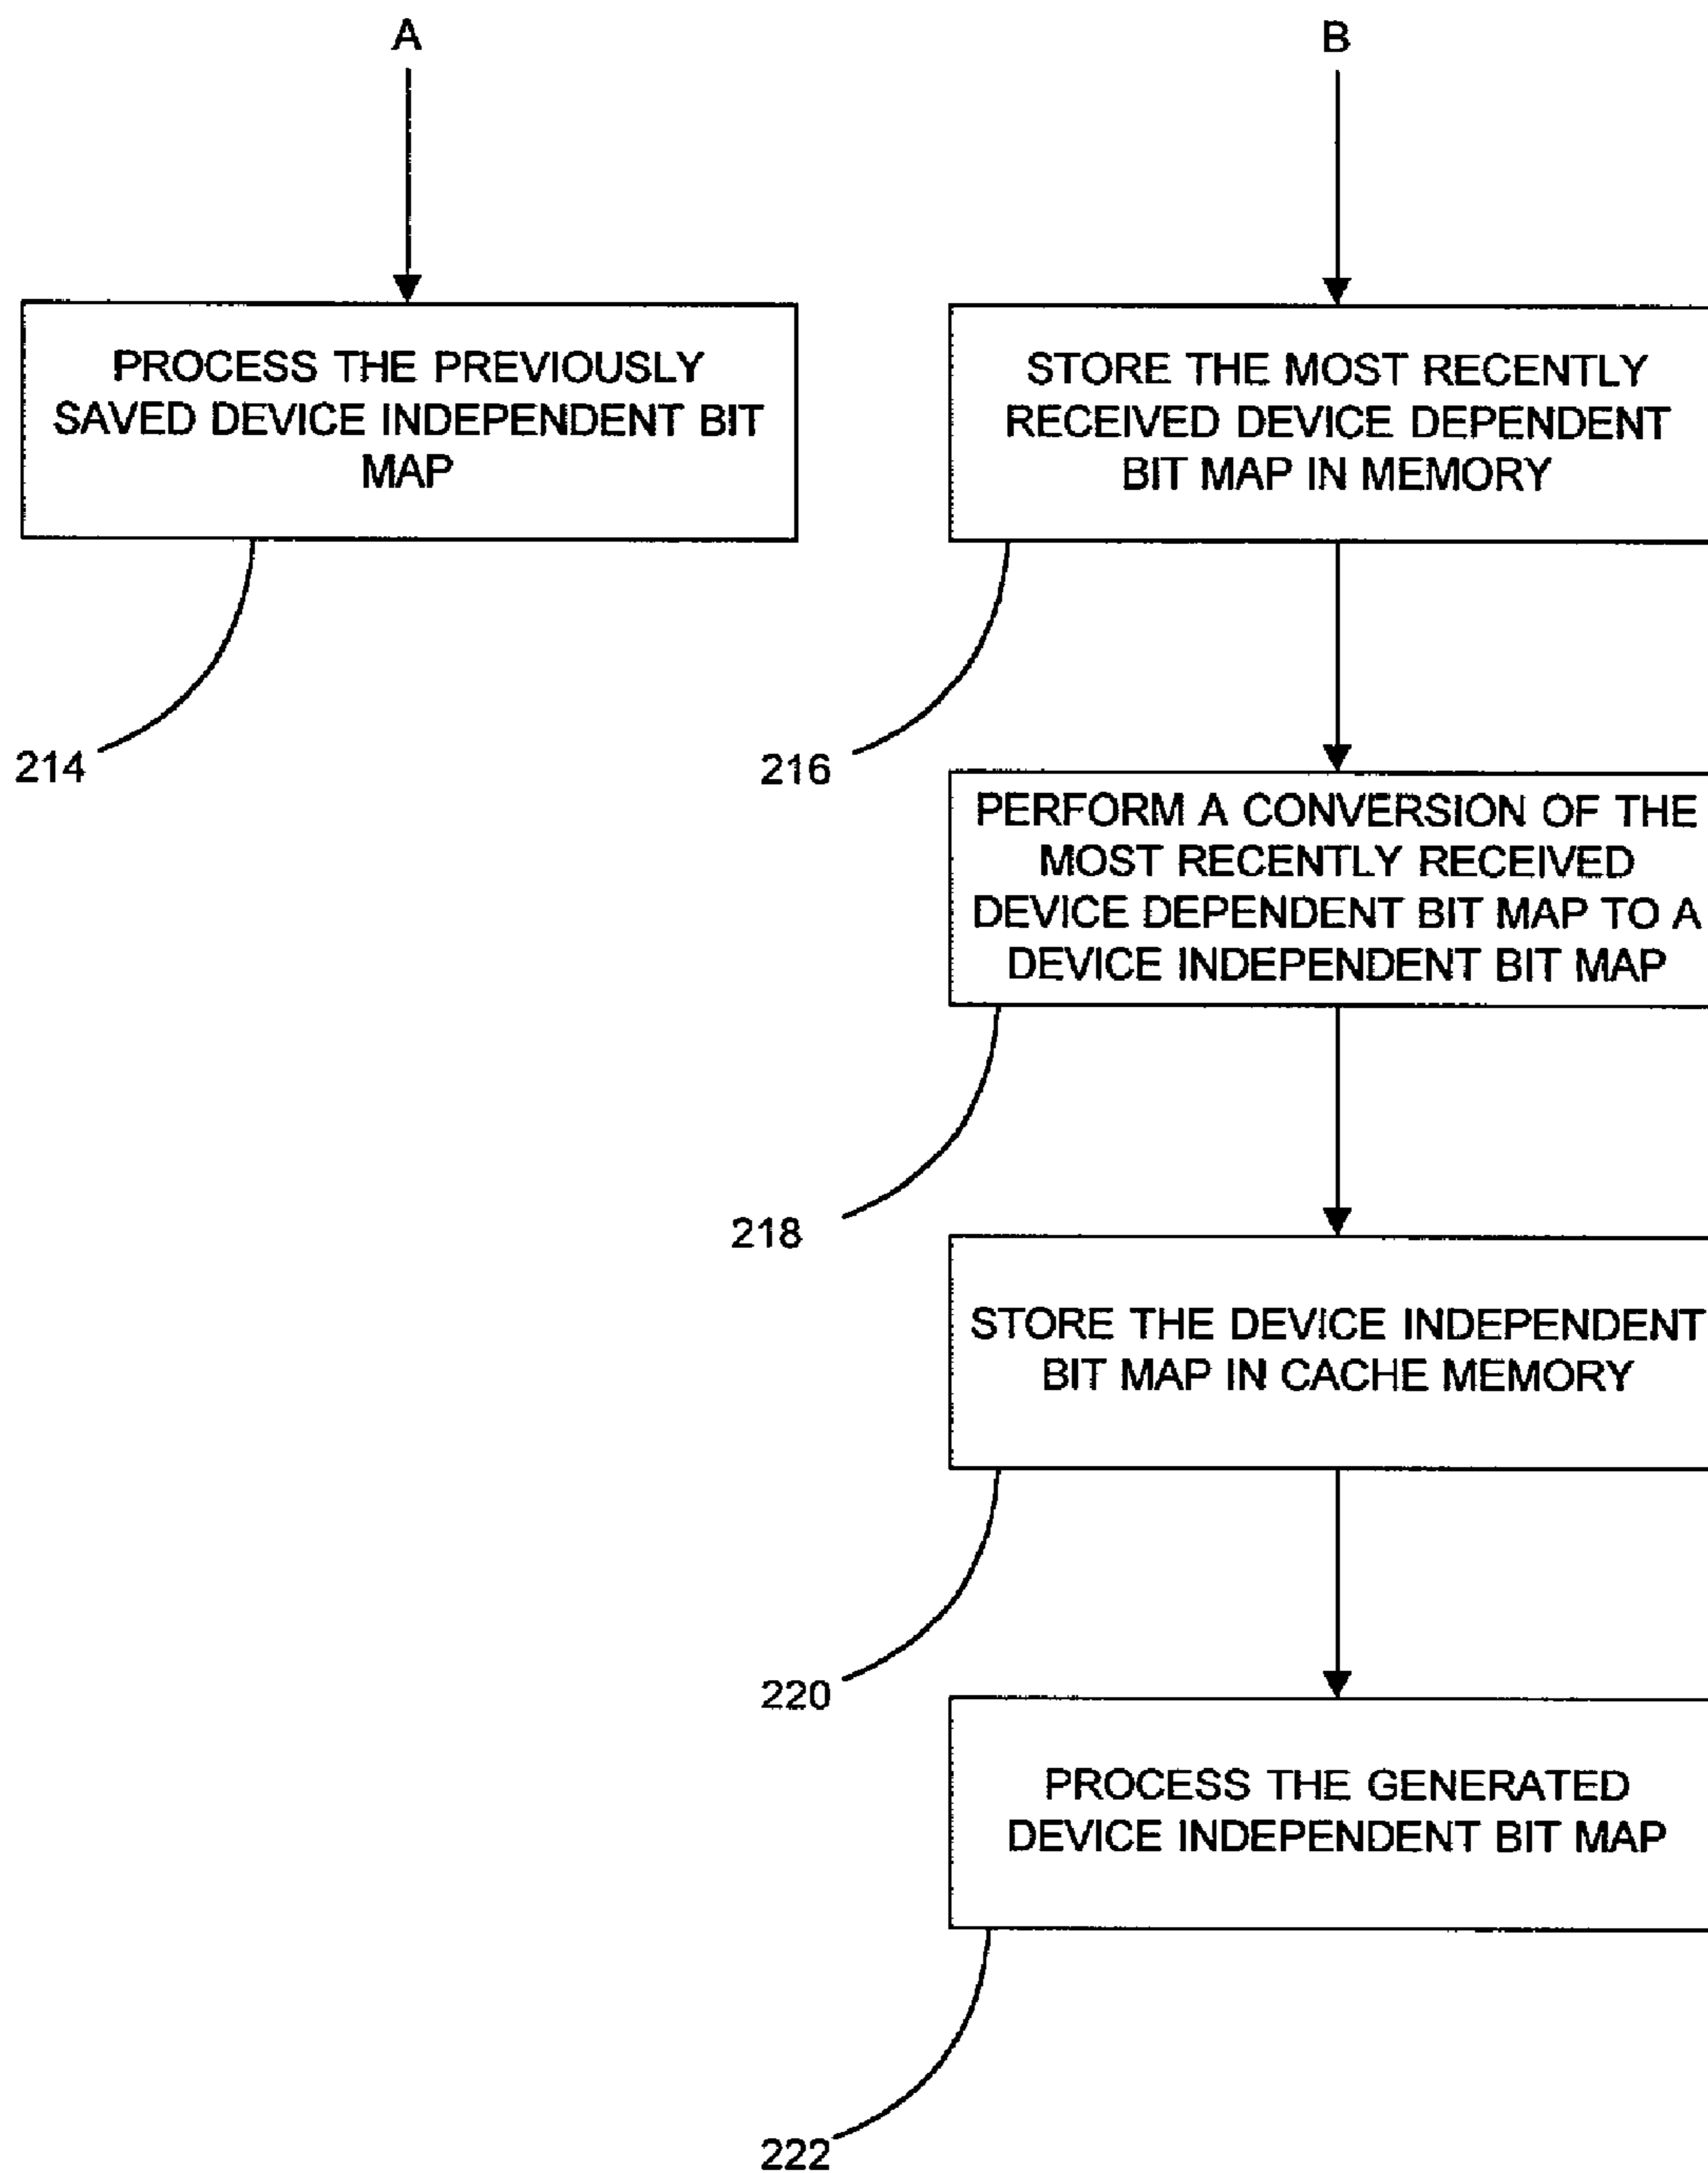 A
PROCESS THE PREVIOUSLY
SAVED DEVICE INDEPENDENT BIT
MAP
214
B
STORE THE MOST RECENTLY
RECEIVED DEVICE DEPENDENT
BIT MAP IN MEMORY
216
PERFORM A CONVERSION OF THE
MOST RECENTLY RECEIVED
DEVICE DEPENDENT BIT MAP TO A
DEVICE INDEPENDENT BIT MAP
218
STORE THE DEVICE INDEPENDENT
BIT MAP IN CACHE MEMORY
220
PROCESS THE GENERATED
DEVICE INDEPENDENT BIT MAP
222